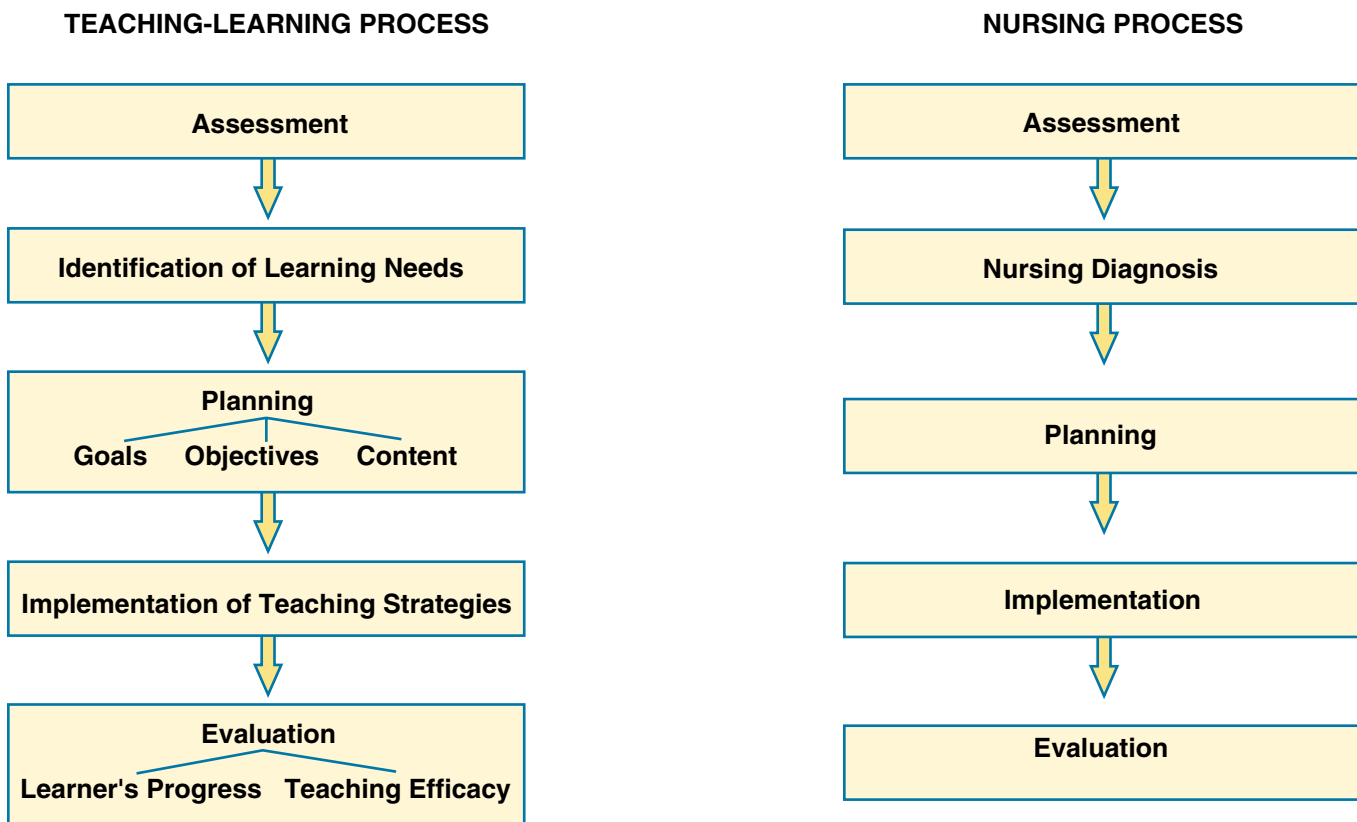 TEACHING-LEARNING PROCESS
Assessment
Identification of Learning Needs
Planning
Goals Objectives Content
Implementation of Teaching Strategies
Evaluation
Learner's Progress Teaching Efficacy
NURSING PROCESS
Assessment
Nursing Diagnosis
Planning
Implementation
Evaluation